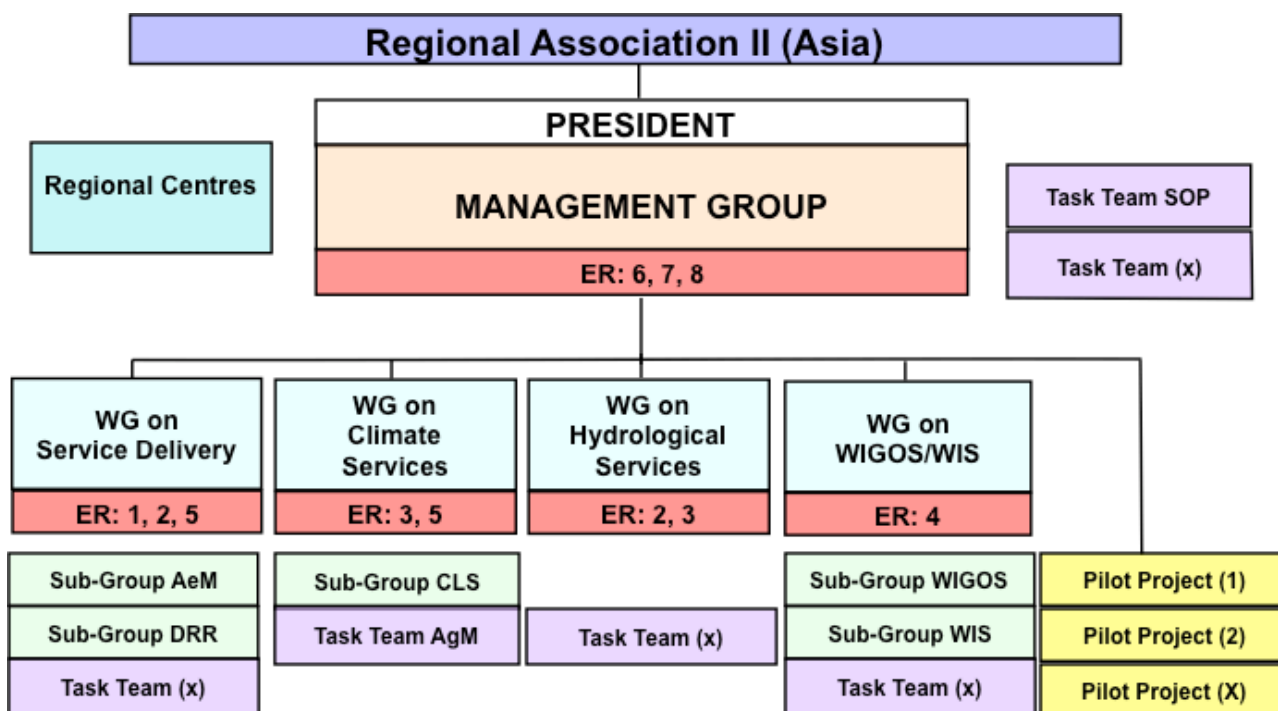 Regional Association II (Asia)
PRESIDENT
Regional Centres
MANAGEMENT GROUP
Task Team SOP
Task Team (x)
ER: 6, 7, 8
WG on
Service Delivery
ER: 1, 2, 5
WG on
Climate
Services
ER: 3, 5
WG on
Hydrological
Services
ER: 2, 3
WG on
WIGOS/WIS
ER: 4
Sub-Group AeM
Sub-Group DRR
Task Team (x)
Sub-Group CLS
Task Team AgM
Task Team (x)
Sub-Group WIGOS
Sub-Group WIS
Task Team (x)
Pilot Project (1)
Pilot Project (2)
Pilot Project (X)